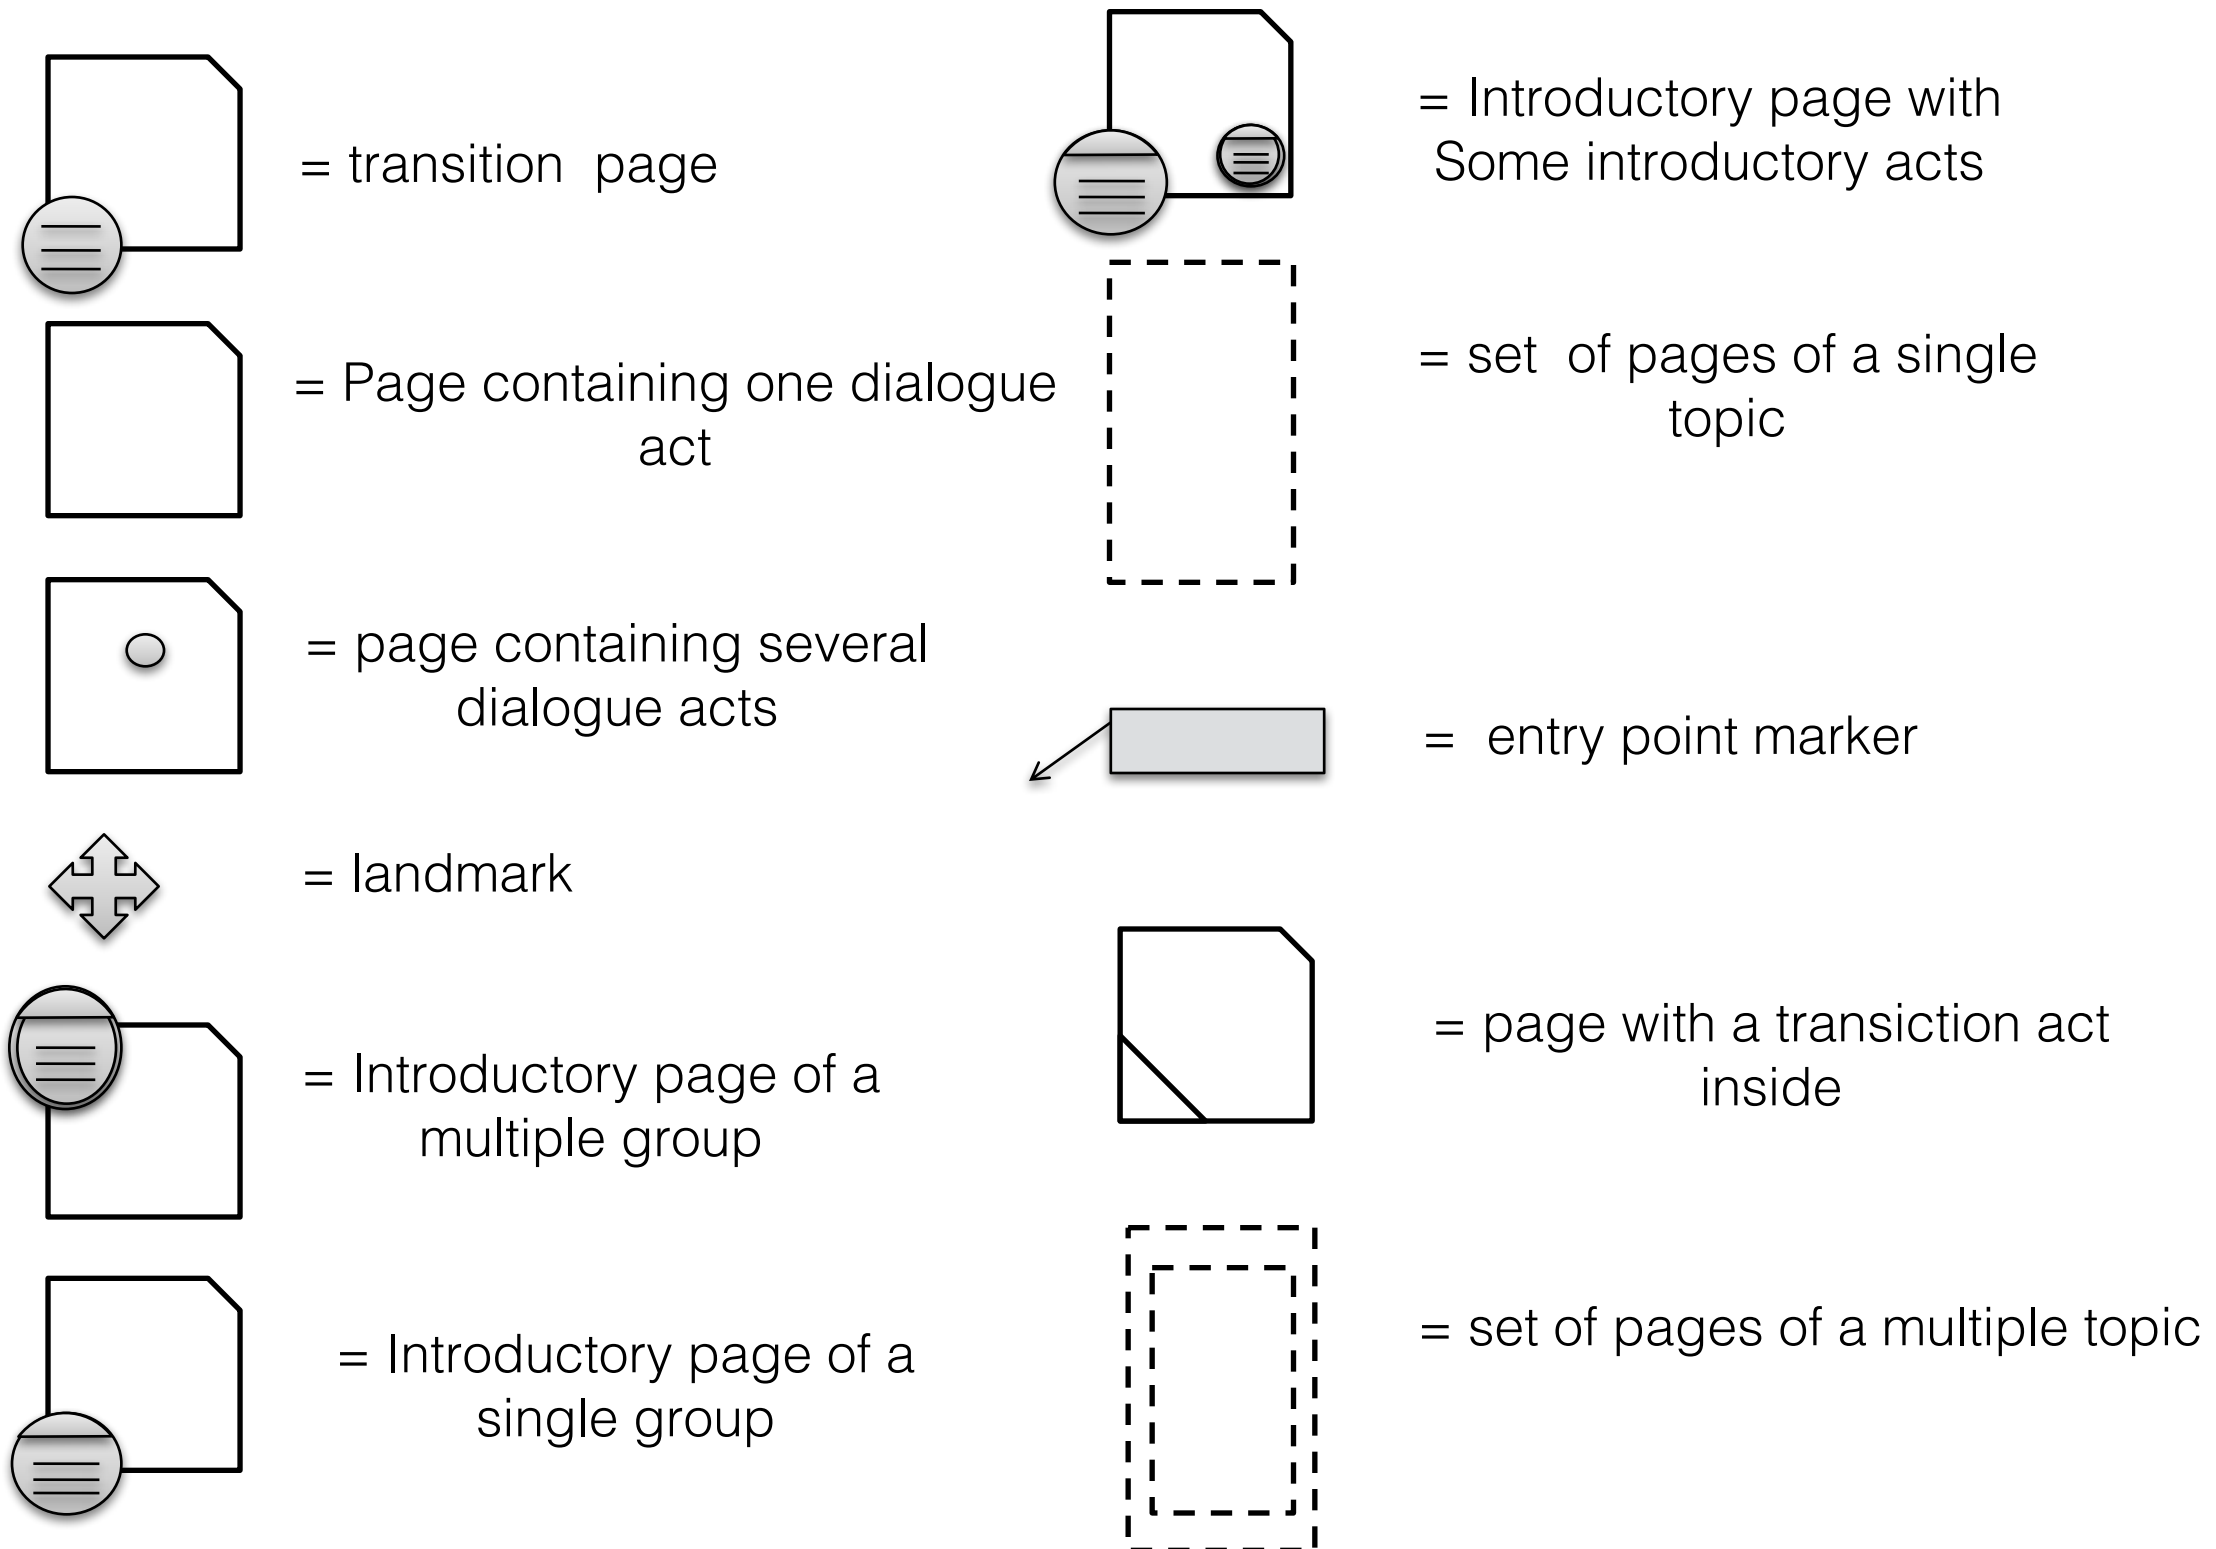 = transition page
= Page containing one dialogue
act
= page containing several
dialogue acts
= landmark
= Introductory page of a
multiple group
= Introductory page of a
single group
= Introductory page with
Some introductory acts
= set of pages of a single
topic
= entry point marker
= page with a transiction act
inside
= set of pages of a multiple topic